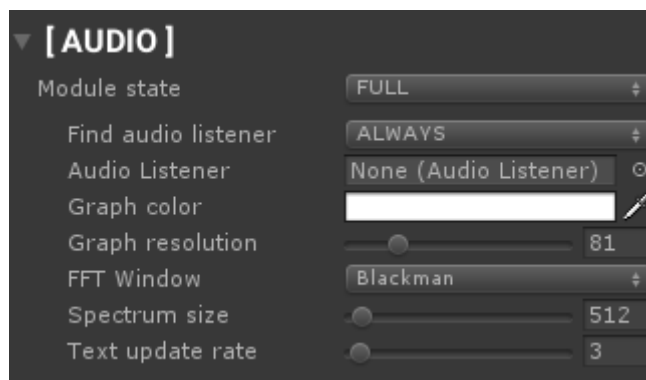 [ AUDIO ]
Module state FULL
Find audio listener ALWAYS
Audio Listener None (Audio Listener)
Graph color
Graph resolution 81
FFT Window Blackman
Spectrum size 512
Text update rate 3